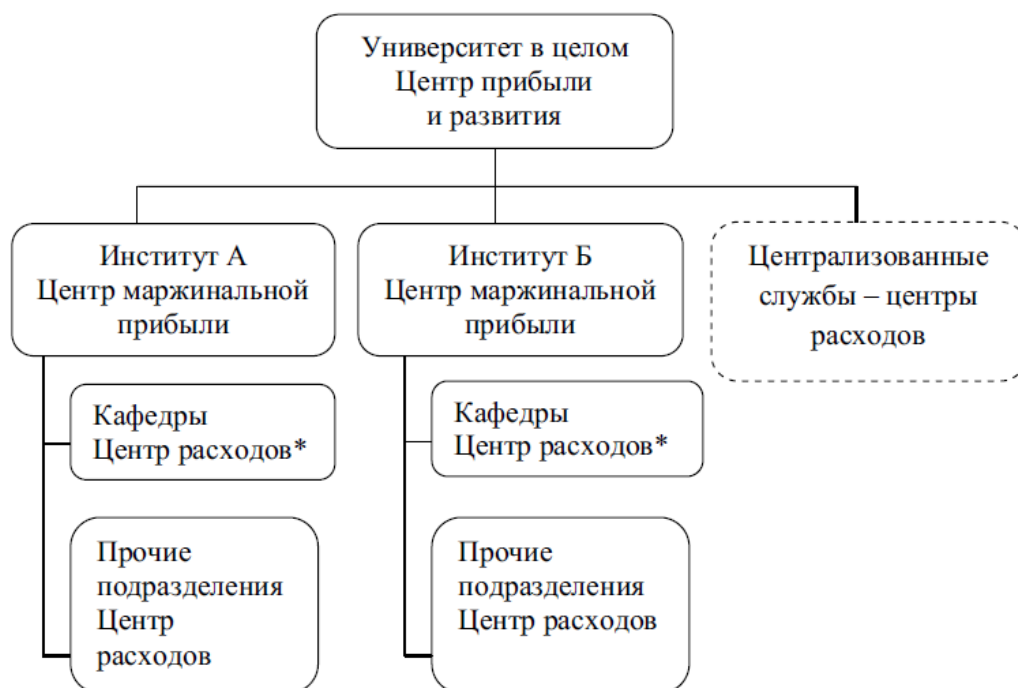 Университет в целом
Центр прибыли
и развития
Институт А
Центр маржинальной
прибыли
Институт Б
Центр маржинальной
прибыли
Централизованные
службы – центры
расходов
Кафедры
Центр расходов*
Кафедры
Центр расходов*
Прочие
подразделения
Центр
расходов
Прочие
подразделения
Центр расходов